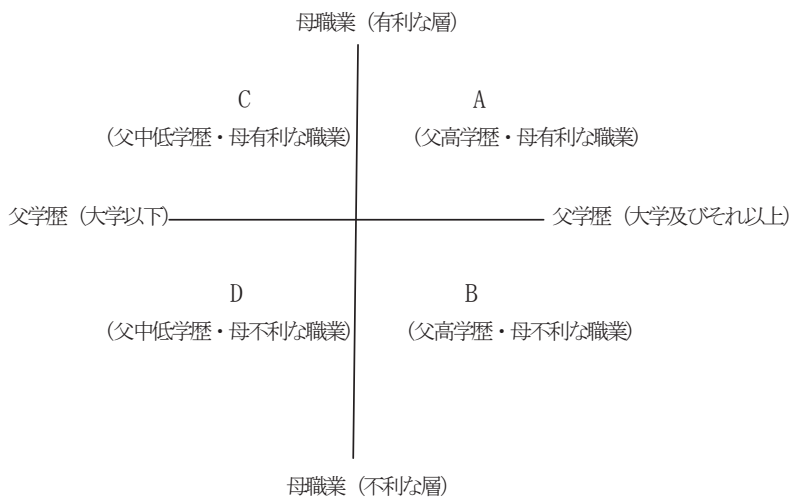 母職業（有利な層）
C
A
（父中低学歴・母有利な職業）
（父高学歴・母有利な職業）
父学歴（大学以下）
父学歴（大学及びそれ以上）
D
B
（父中低学歴・母不利な職業）
（父高学歴・母不利な職業）
母職業（不利な層）